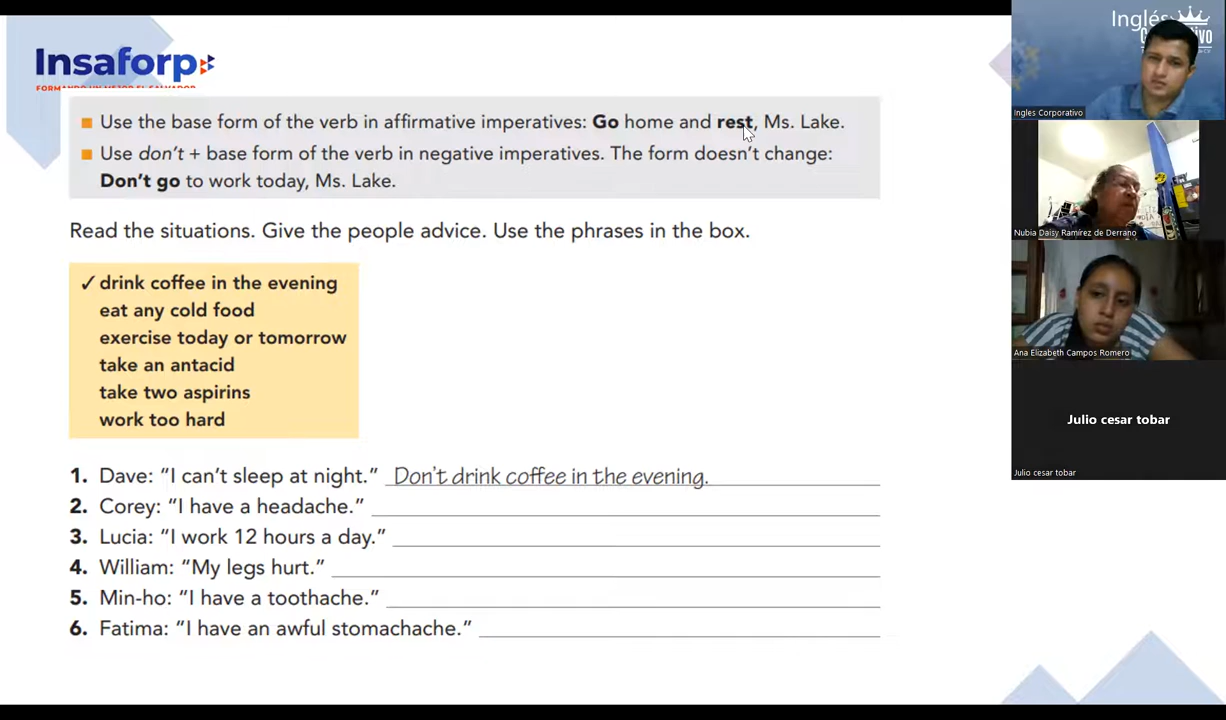 Insaforp
■ Use the base form of the verb in affirmative imperatives: Go home and rest, Ms. Lake.
■ Use don't + base form of the verb in negative imperatives. The form doesn't change:
Don't go to work today, Ms. Lake.
Read the situations. Give the people advice. Use the phrases in the box.
✓ drink coffee in the evening
eat any cold food
exercise today or tomorrow
take an antacid
take two aspirins
work too hard
1. Dave: "I can't sleep at night." Don't drink coffee in the evening.
2. Corey: "I have a headache."
3. Lucia: "I work 12 hours a day."
4. William: "My legs hurt."
5. Min-ho: "I have a toothache."
6. Fatima: "I have an awful stomachache."
Inglés
Ingles Corporativo
Nubia Daisy Ramírez de Derrano
Ana Elizabeth Campos Romero
Julio cesar tobar
Julio cesar tobar